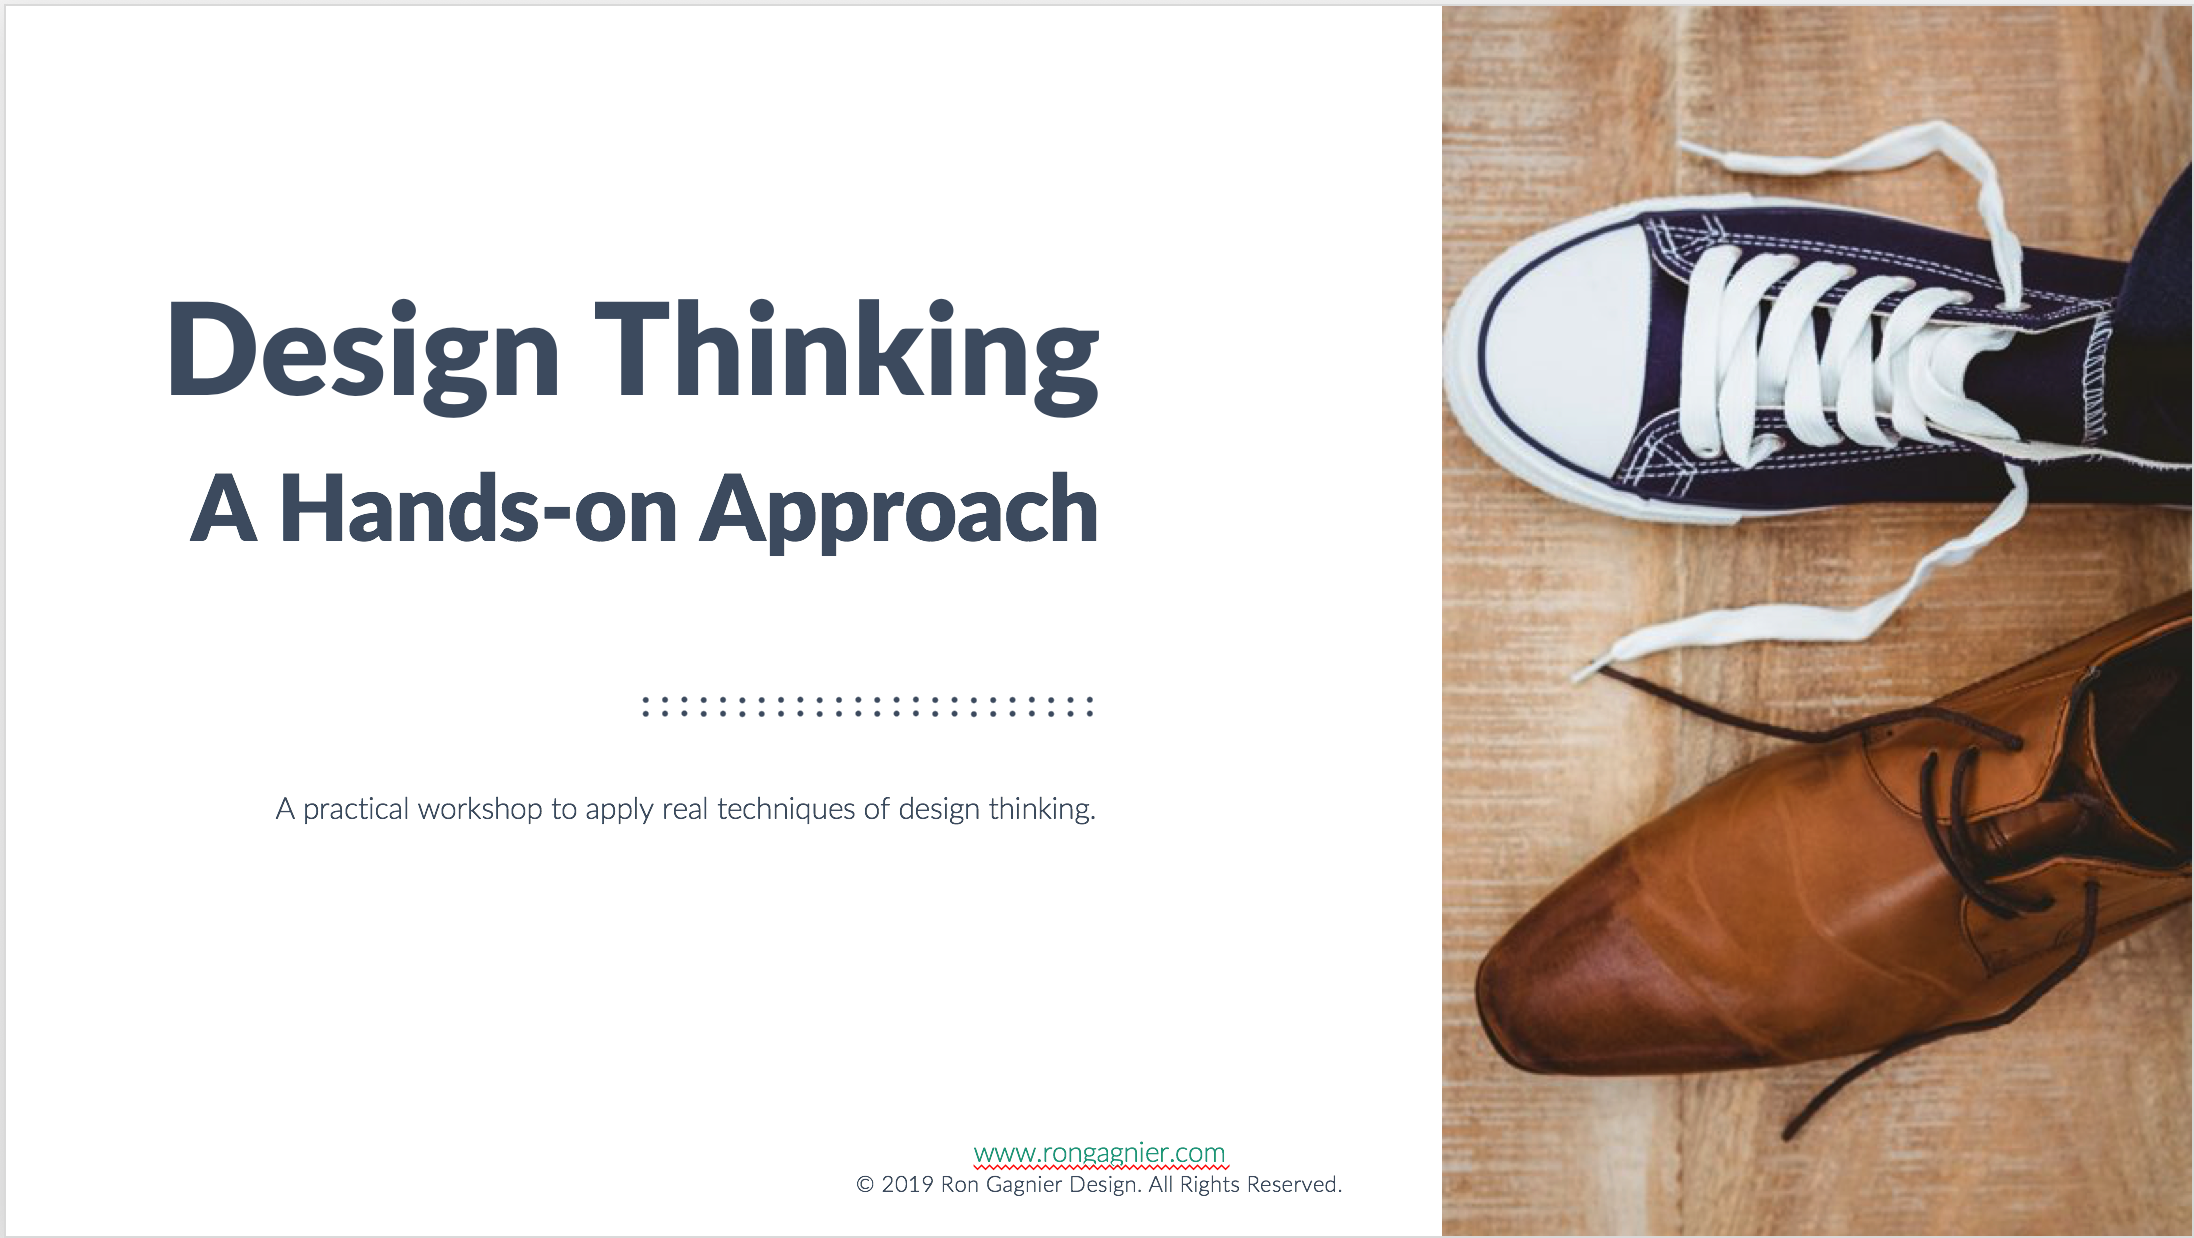 Design Thinking
A Hands-on Approach
A practical workshop to apply real techniques of design thinking.
www.rongagnier.com
© 2019 Ron Gagnier Design. All Rights Reserved.